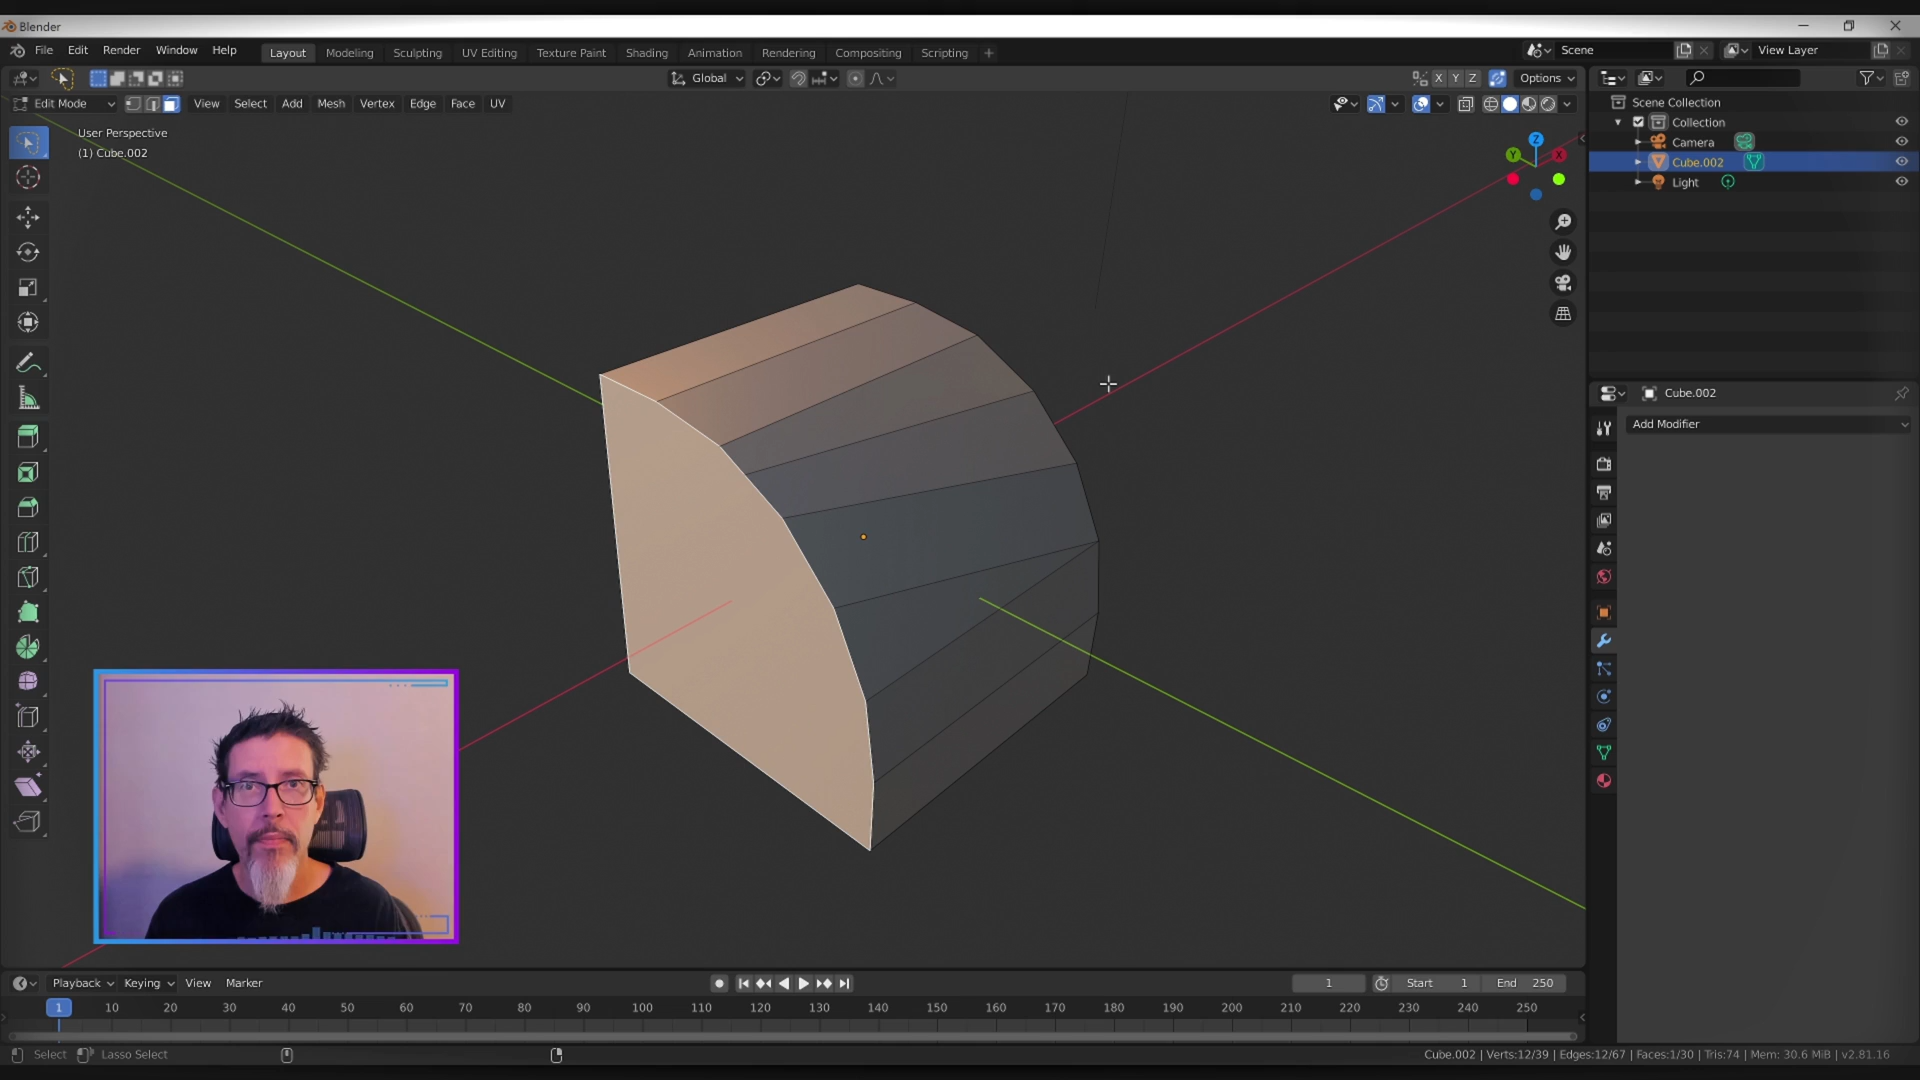 Blender
File Edit Render Window Help Layout Modeling Sculpting UV Editing Texture Paint Shading Animation Rendering Compositing Scripting + Scene View Layer
Global X Y Z Options
Edit Mode View Select Add Mesh Vertex Edge Face UV
User Perspective
(1) Cube.002
Z
Y X
Scene Collection
Collection
Camera
Cube.002
Light
Cube.002
Add Modifier
Playback Keying View Marker 1 Start 1 End 250
1 10 20 30 40 50 60 70 80 90 100 110 120 130 140 150 160 170 180 190 200 210 220 230 240 250
Select Lasso Select Cube.002 | Verts:12/39 | Edges:12/67 | Faces:1/30 | Tris:74 | Mem: 30.6 MiB | v2.81.16